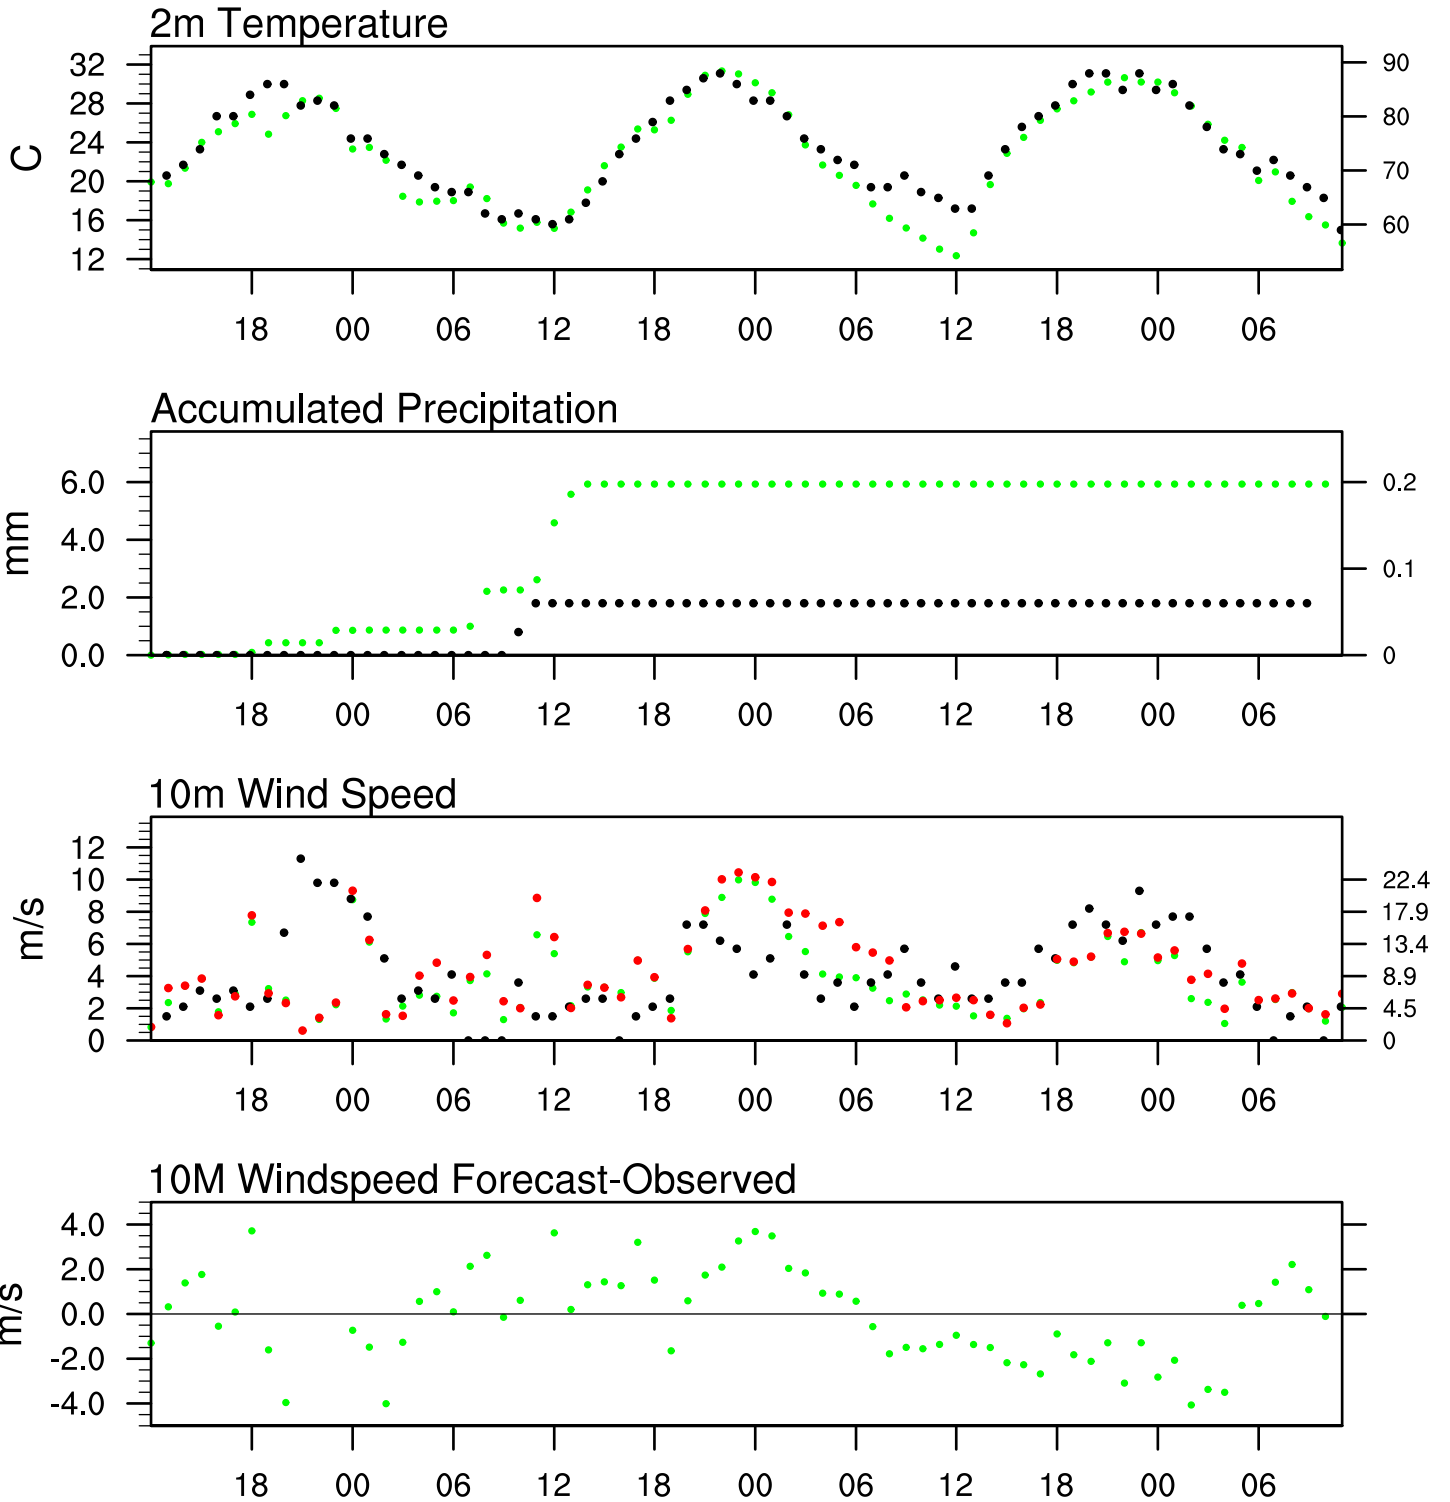 2m Temperature
32
28
24
20
16
12
C
90
80
70
60
18 00 06 12 18 00 06 12 18 00 06
Accumulated Precipitation
6.0
4.0
2.0
0.0
mm
0.2
0.1
0
18 00 06 12 18 00 06 12 18 00 06
10m Wind Speed
12
10
8
6
4
2
0
m/s
22.4
17.9
13.4
8.9
4.5
0
18 00 06 12 18 00 06 12 18 00 06
10M Windspeed Forecast-Observed
4.0
2.0
0.0
-2.0
-4.0
m/s
18 00 06 12 18 00 06 12 18 00 06